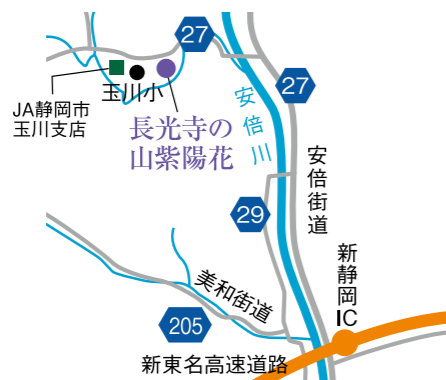 27
玉川小
JA静岡市
玉川支店
長光寺の
山紫陽花
安倍川
27
安倍街道
29
新静岡
IC
美和街道
205
新東名高速道路